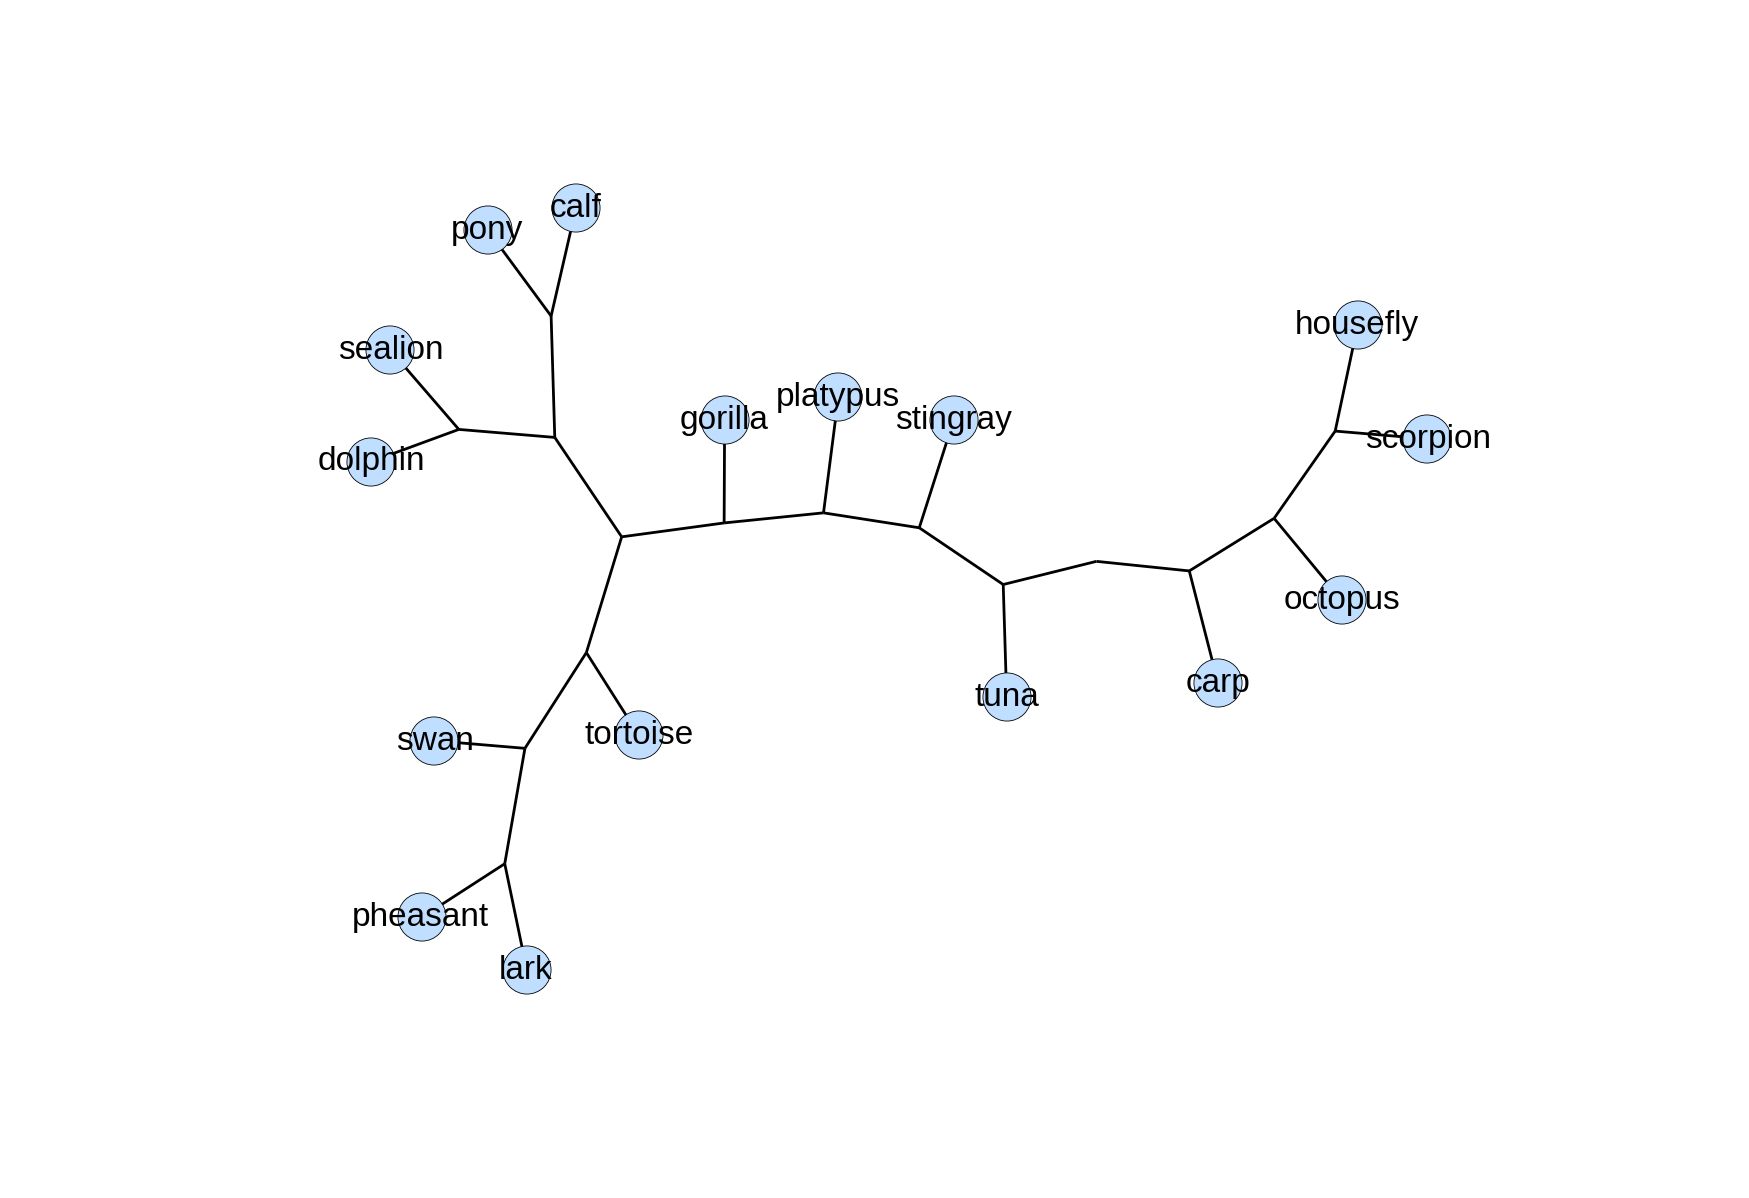 calf
pony
housefly
sealion
platypus
gorilla
stingray
scorpion
dolphin
octopus
carp
tuna
tortoise
swan
pheasant
lark